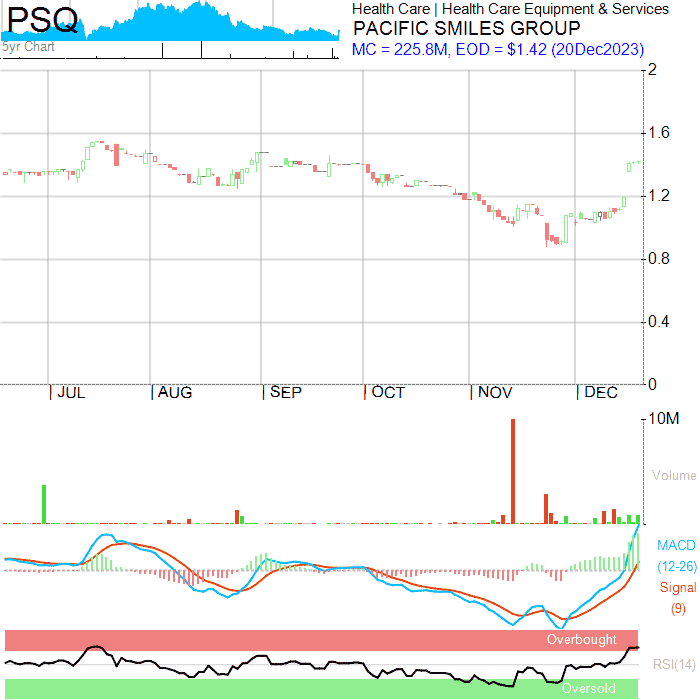 PSQ
5yr Chart
Health Care | Health Care Equipment & Services
PACIFIC SMILES GROUP
MC = 225.8M, EOD = $1.42 (20Dec2023)
2
1.6
1.2
0.8
0.4
0
JUL AUG SEP OCT NOV DEC
10M
Volume
MACD
(12-26)
Signal
(9)
Overbought
RSI(14)
Oversold